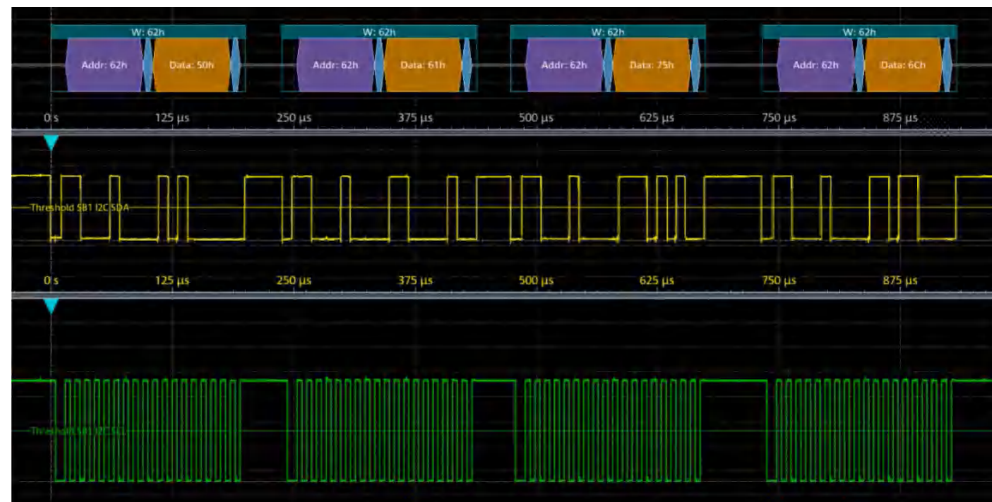 W: 62h W: 62h W: 62h W: 62h
Addr: 62h Data: 50h Addr: 62h Data: 61h Addr: 62h Data: 75h Addr: 62h Data: 6Ch
0 s 125 µs 250 µs 375 µs 500 µs 625 µs 750 µs 875 µs
Threshold SB1 I2C SDA
0 s 125 µs 250 µs 375 µs 500 µs 625 µs 750 µs 875 µs
Threshold SB1 I2C SCL